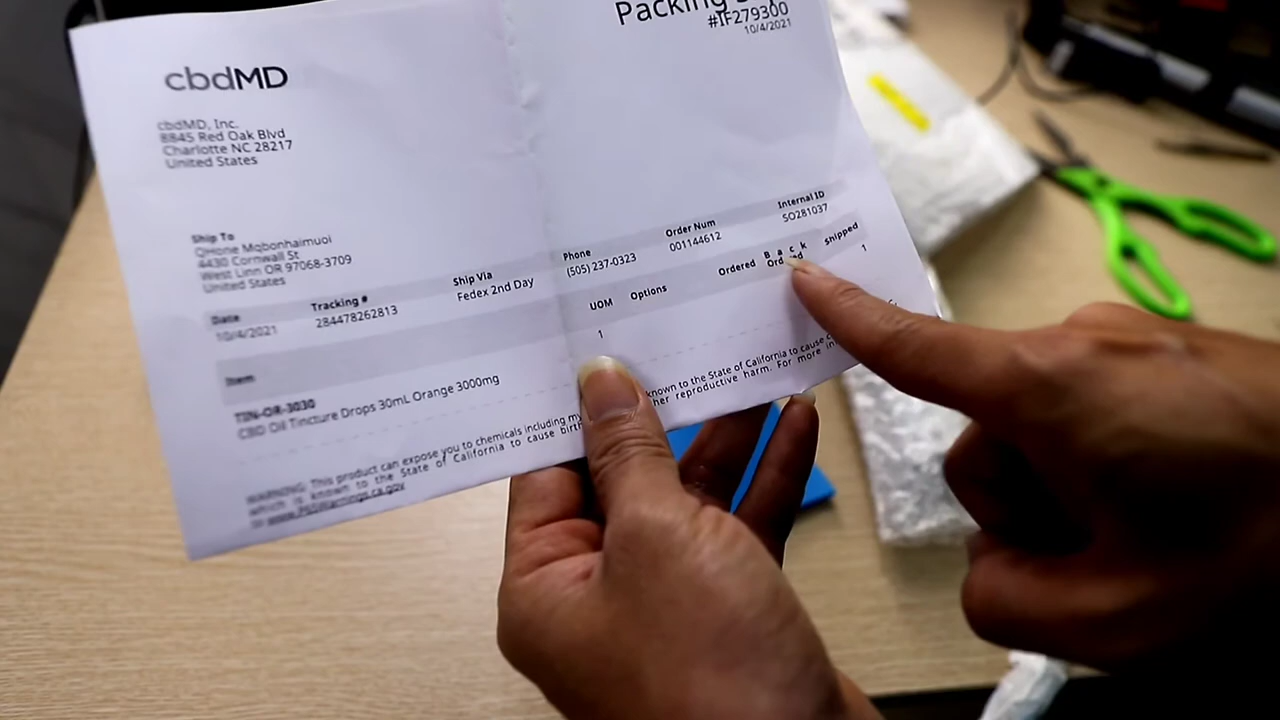 Packing
#IF279300
10/4/2021
cbdMD
cbdMD, Inc.
8845 Red Oak Blvd
Charlotte NC 28217
United States
Ship To
QHone Mqbonhaimuoi
4430 Cornwall St
West Linn OR 97068-3709
United States
Date Tracking # Ship Via Phone Order Num Internal ID
10/4/2021 284478262813 Fedex 2nd Day (505) 237-0323 001144612 SO281037
Item UOM Options Ordered Back Ordered shipped
TIN-OR-3030 1 1
CBD Oil Tincture Drops 30mL Orange 3000mg
WARNING: This product can expose you to chemicals including known to the State of California to cause
which is known to the State of California to cause birth reproductive harm. For more
to www.P65Warnings.ca.gov